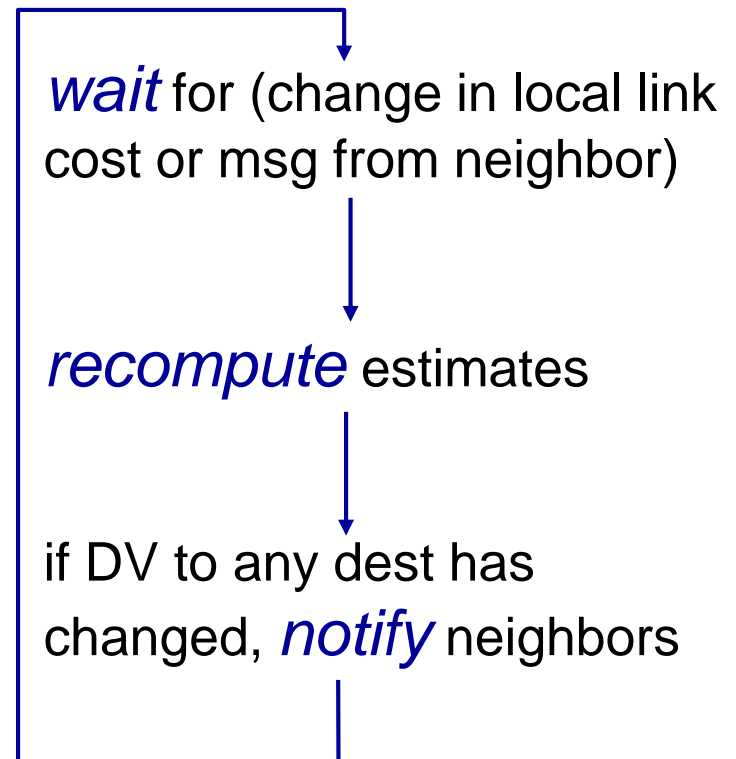 wait for (change in local link
cost or msg from neighbor)
recompute estimates
if DV to any dest has
changed, notify neighbors